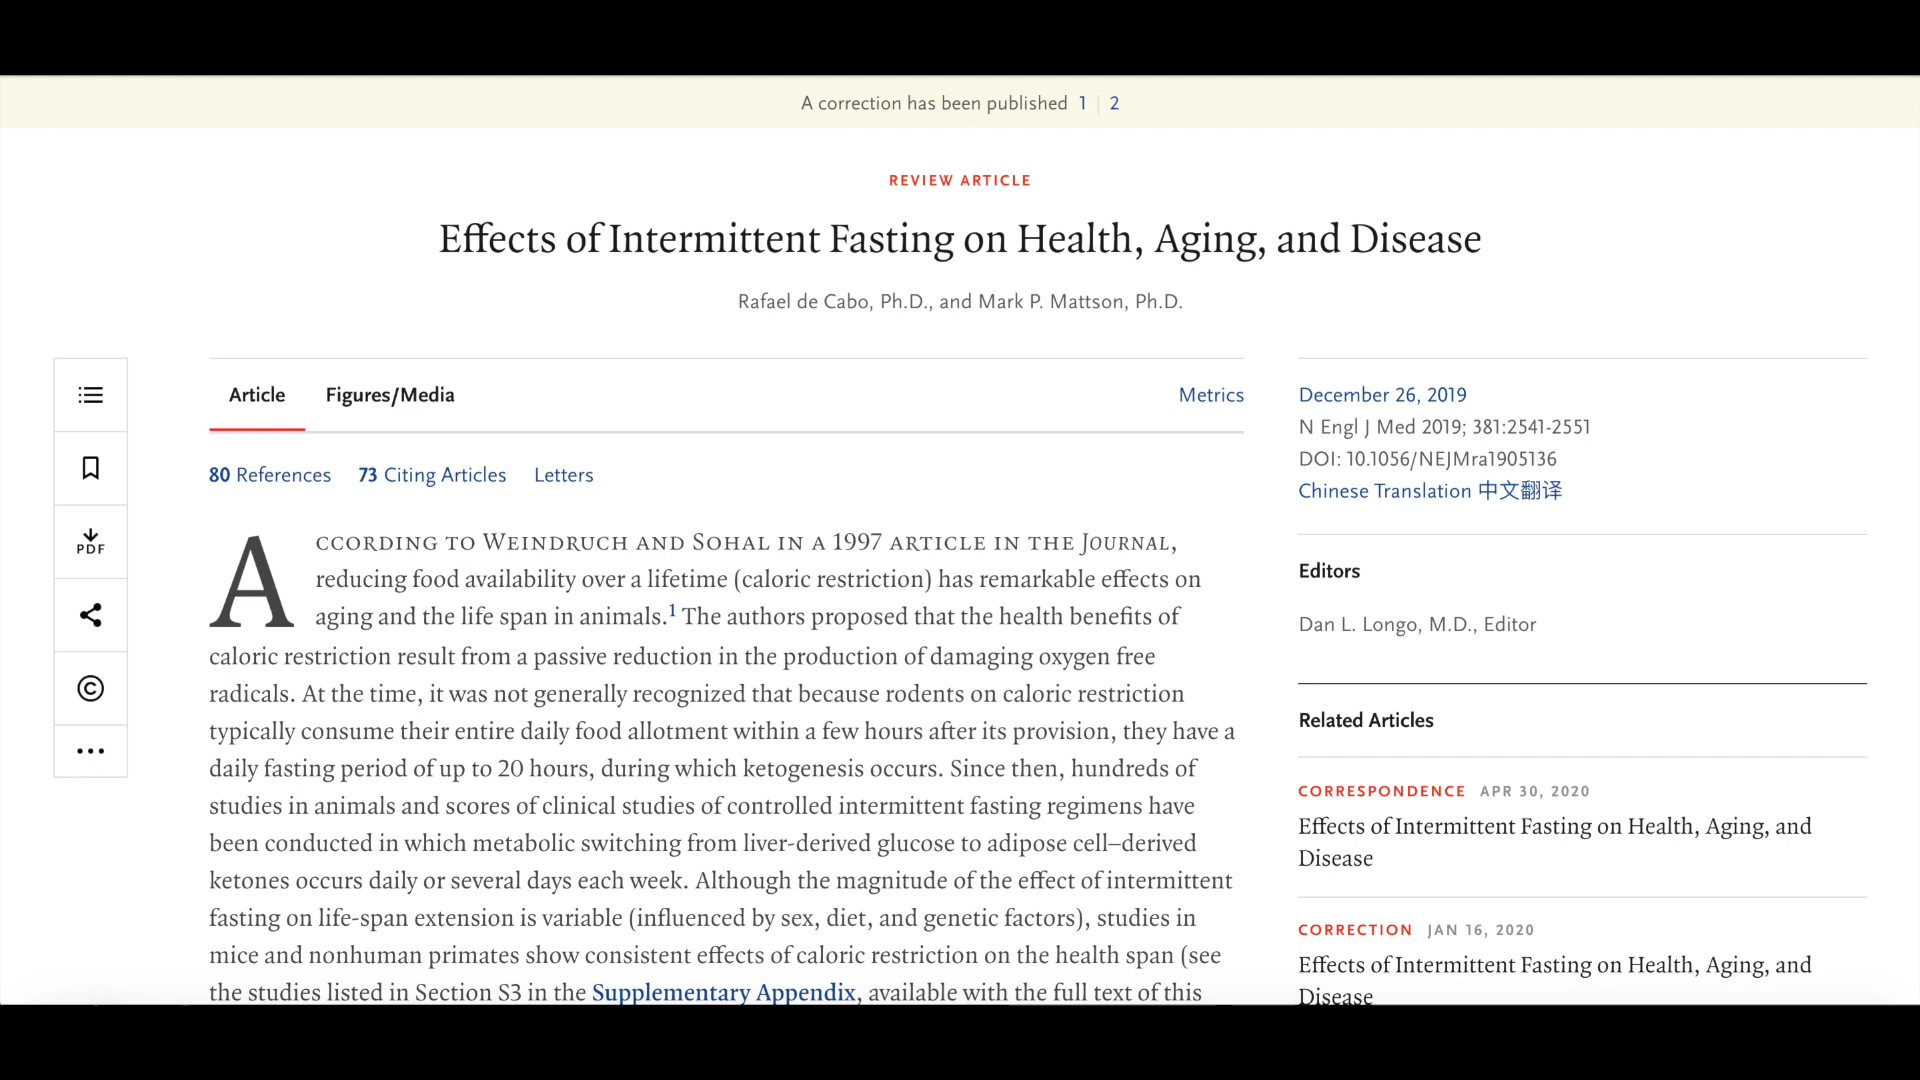 A correction has been published 1 2
REVIEW ARTICLE
Effects of Intermittent Fasting on Health, Aging, and Disease
Rafael de Cabo, Ph.D., and Mark P. Mattson, Ph.D.
PDF
Article Figures/Media Metrics
80 References 73 Citing Articles Letters
ACCORDING TO WEINDRUCH AND SOHAL IN A 1997 ARTICLE IN THE JOURNAL,
reducing food availability over a lifetime (caloric restriction) has remarkable effects on
aging and the life span in animals.1 The authors proposed that the health benefits of
caloric restriction result from a passive reduction in the production of damaging oxygen free
radicals. At the time, it was not generally recognized that because rodents on caloric restriction
typically consume their entire daily food allotment within a few hours after its provision, they have a
daily fasting period of up to 20 hours, during which ketogenesis occurs. Since then, hundreds of
studies in animals and scores of clinical studies of controlled intermittent fasting regimens have
been conducted in which metabolic switching from liver-derived glucose to adipose cell–derived
ketones occurs daily or several days each week. Although the magnitude of the effect of intermittent
fasting on life-span extension is variable (influenced by sex, diet, and genetic factors), studies in
mice and nonhuman primates show consistent effects of caloric restriction on the health span (see
the studies listed in Section S3 in the Supplementary Appendix, available with the full text of this
December 26, 2019
N Engl J Med 2019; 381:2541-2551
DOI: 10.1056/NEJMra1905136
Chinese Translation 中文翻译
Editors
Dan L. Longo, M.D., Editor
Related Articles
CORRESPONDENCE APR 30, 2020
Effects of Intermittent Fasting on Health, Aging, and
Disease
CORRECTION JAN 16, 2020
Effects of Intermittent Fasting on Health, Aging, and
Disease